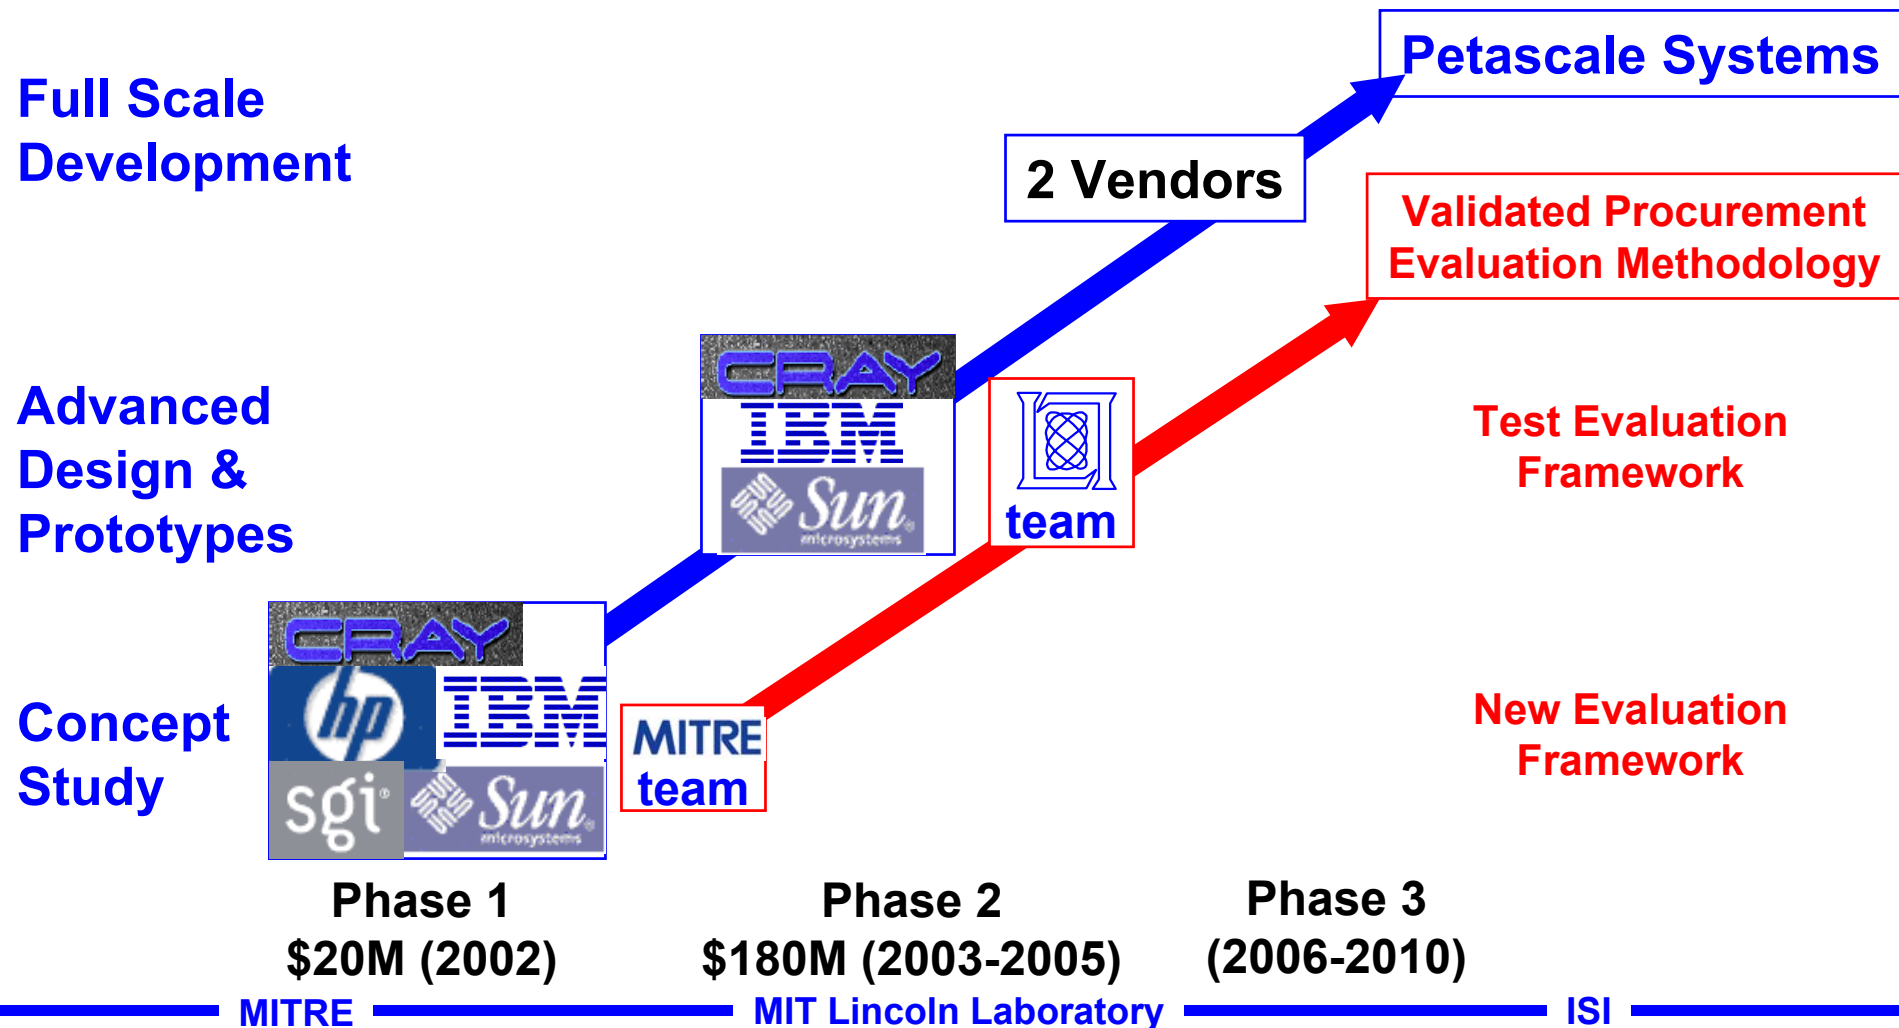 Petascale Systems
Full Scale
Development
2 Vendors
Validated Procurement
Evaluation Methodology
CRAY
IBM
Sun
microsystems
team
Advanced
Design &
Prototypes
Test Evaluation
Framework
CRAY
hp
IBM
sgi
Sun
microsystems
MITRE
team
Concept
Study
New Evaluation
Framework
Phase 1
$20M (2002)
Phase 2
$180M (2003-2005)
Phase 3
(2006-2010)
MITRE
MIT Lincoln Laboratory
ISI